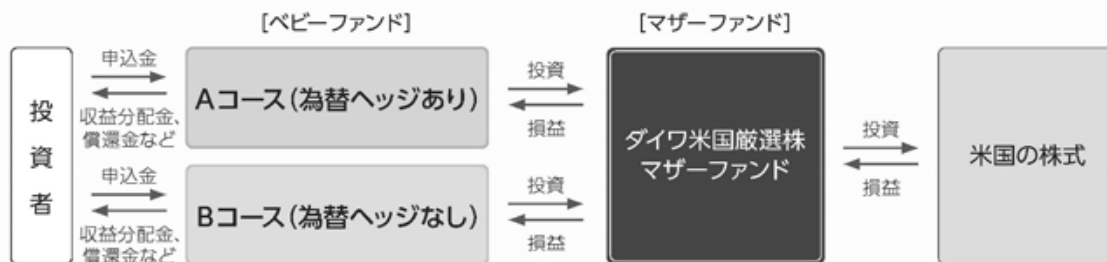 [ベビーファンド]
[マザーファンド]
投資者
申込金
収益分配金、
償還金など
Aコース(為替ヘッジあり)
投資
損益
申込金
収益分配金、
償還金など
Bコース(為替ヘッジなし)
投資
損益
ダイワ米国厳選株
マザーファンド
投資
損益
米国の株式